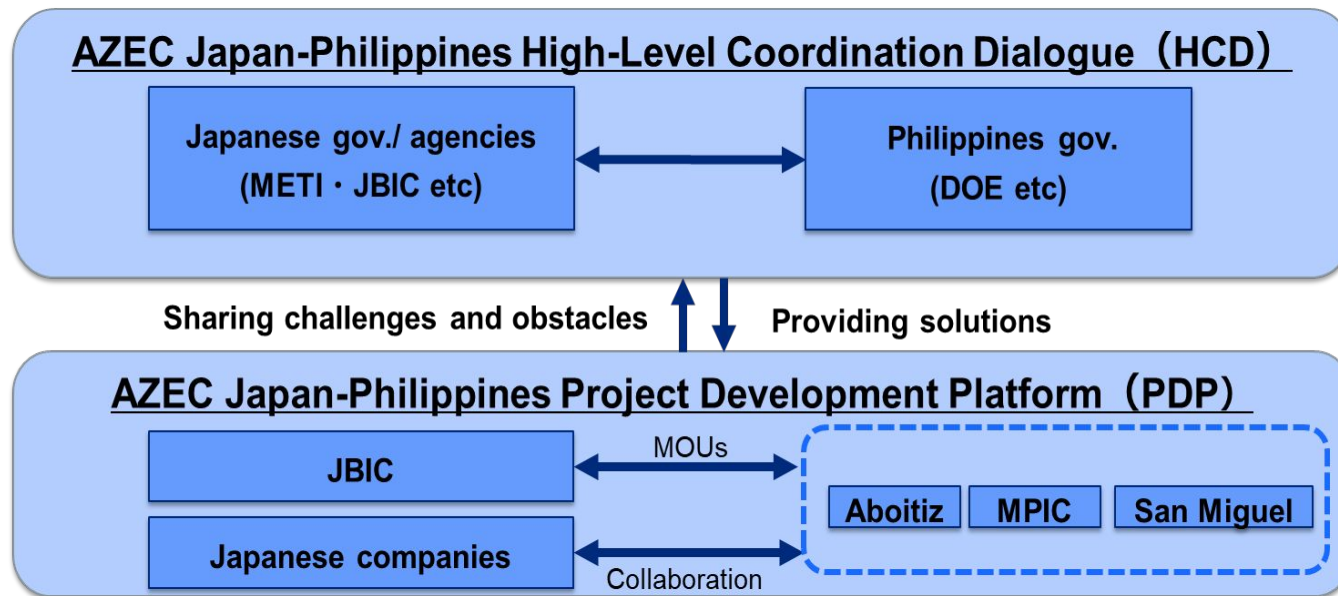 AZEC Japan-Philippines High-Level Coordination Dialogue（HCD）
Japanese gov./ agencies
(METI・JBIC etc)
Philippines gov.
(DOE etc)
Sharing challenges and obstacles
Providing solutions
AZEC Japan-Philippines Project Development Platform（PDP）
JBIC
MOUs
Aboitiz
MPIC
San Miguel
Japanese companies
Collaboration